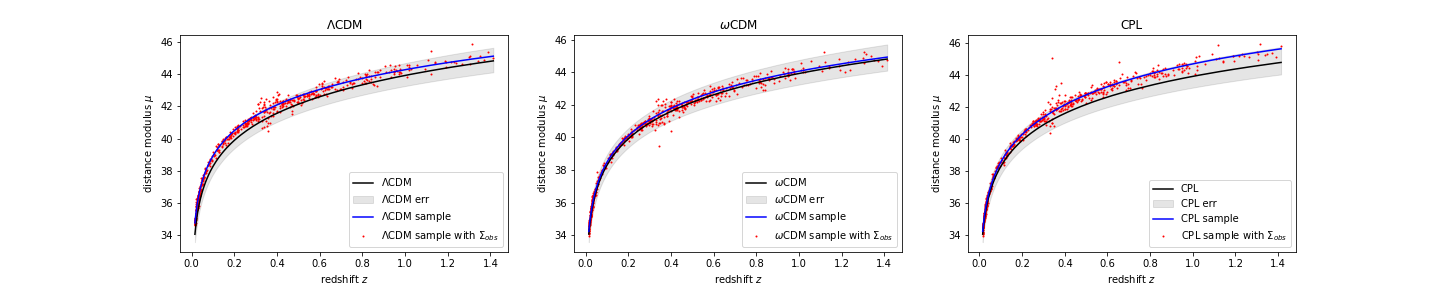 ΛCDM
46
44
42
40
38
36
34
distance modulus μ
0.0 0.2 0.4 0.6 0.8 1.0 1.2 1.4
redshift z
ΛCDM
ΛCDM err
ΛCDM sample
ΛCDM sample with Σobs
ωCDM
46
44
42
40
38
36
34
distance modulus μ
0.0 0.2 0.4 0.6 0.8 1.0 1.2 1.4
redshift z
ωCDM
ωCDM err
ωCDM sample
ωCDM sample with Σobs
CPL
46
44
42
40
38
36
34
distance modulus μ
0.0 0.2 0.4 0.6 0.8 1.0 1.2 1.4
redshift z
CPL
CPL err
CPL sample
CPL sample with Σobs